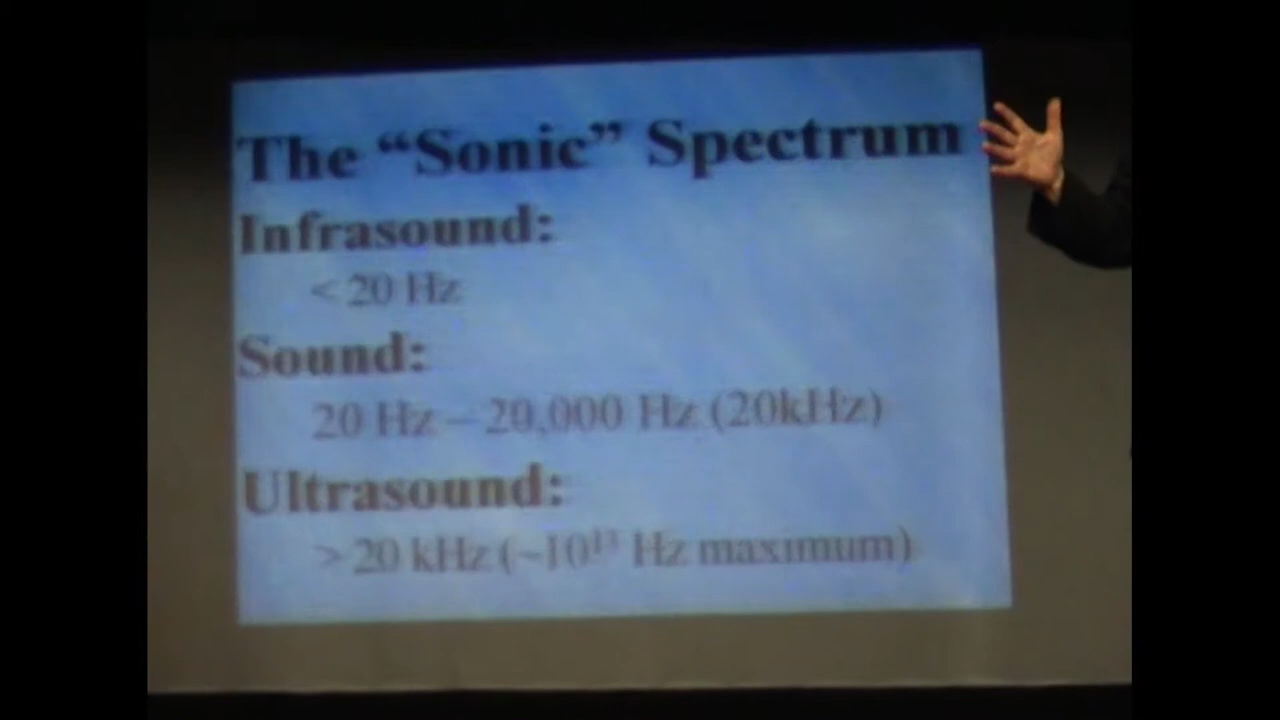 The “Sonic” Spectrum
Infrasound:
< 20 Hz
Sound:
20 Hz – 20,000 Hz (20kHz)
Ultrasound:
> 20 kHz (~10¹³ Hz maximum)